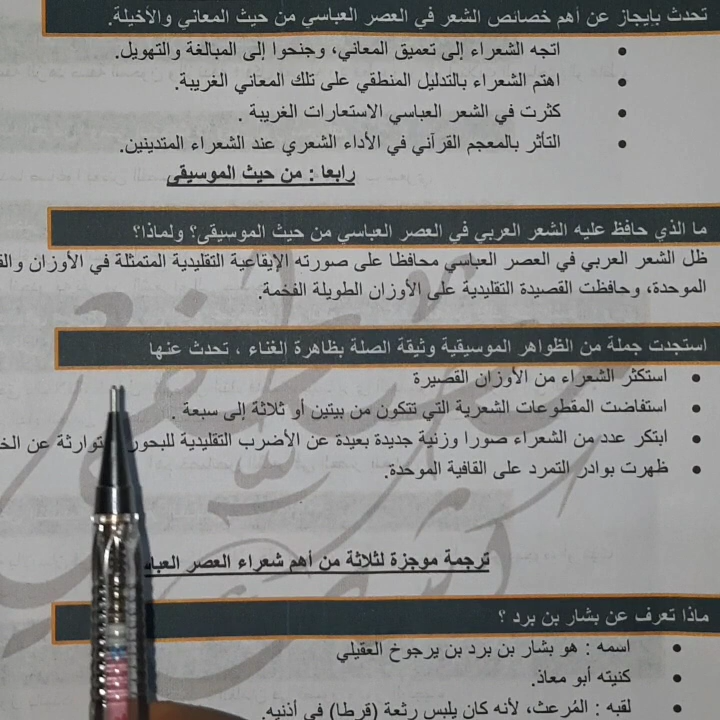 تحدث بإيجاز عن أهم خصائص الشعر في العصر العباسي من حيث المعاني والأخيلة.
• اتجه الشعراء إلى تعميق المعاني، وجنحوا إلى المبالغة والتهويل.
• اهتم الشعراء بالتدليل المنطقي على تلك المعاني الغريبة.
• كثرت في الشعر العباسي الاستعارات الغريبة .
• التأثر بالمعجم القرآني في الأداء الشعري عند الشعراء المتدينين.
رابعا : من حيث الموسيقى
ما الذي حافظ عليه الشعر العربي في العصر العباسي من حيث الموسيقى؟ ولماذا؟
ظل الشعر العربي في العصر العباسي محافظا على صورته الإيقاعية التقليدية المتمثلة في الأوزان
الموحدة، وحافظت القصيدة التقليدية على الأوزان الطويلة الفخمة.
استجدت جملة من الظواهر الموسيقية وثيقة الصلة بظاهرة الغناء ، تحدث عنها
• استكثر الشعراء من الأوزان القصيرة
• استفاضت المقطوعات الشعرية التي تتكون من بيتين أو ثلاثة إلى سبعة .
• ابتكر عدد من الشعراء صورا وزنية جديدة بعيدة عن الأضرب التقليدية للبحور عن
• ظهرت بوادر التمرد على القافية الموحدة.
ترجمة موجزة لثلاثة من أهم شعراء العصر
ماذا تعرف عن بشار بن برد ؟
• اسمه : هو بشار بن برد بن يرجوخ العقيلي
• كنيته أبو معاذ.
• لقبه : المُرعث، لأنه كان يلبس رعثة (قرطا) في أذنيه.